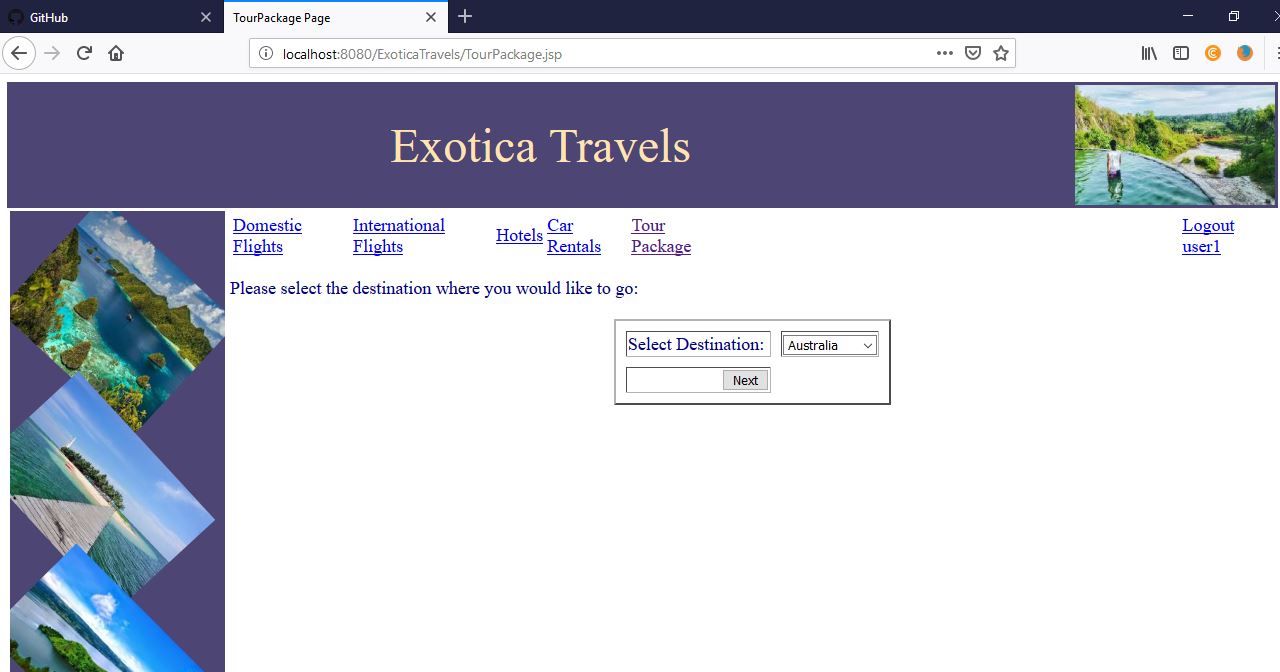 GitHub
TourPackage Page
localhost:8080/ExoticaTravels/TourPackage.jsp
Exotica Travels
Domestic Flights
International Flights
Hotels
Car Rentals
Tour Package
Logout user1
Please select the destination where you would like to go:
Select Destination:
Australia
Next